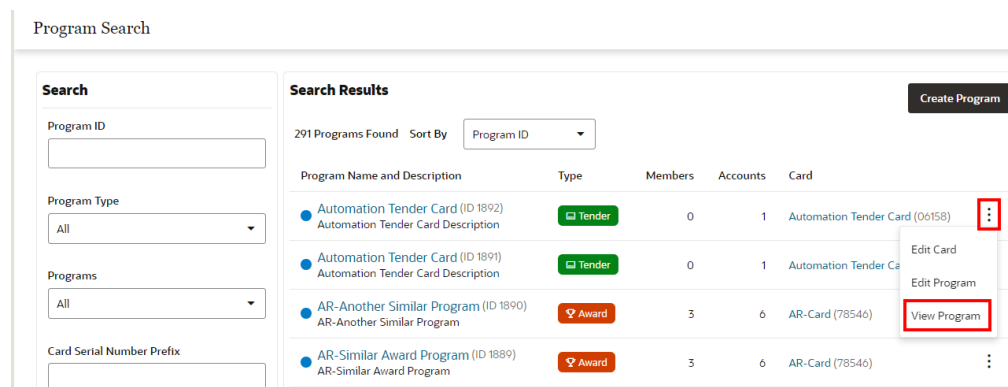 Program Search
Search
Program ID
Program Type
All
Programs
All
Card Serial Number Prefix
Search Results
Create Program
291 Programs Found Sort By Program ID
Program Name and Description Type Members Accounts Card
Automation Tender Card (ID 1892) Tender 0 1 Automation Tender Card (06158)
Automation Tender Card Description
Edit Card
Automation Tender Card (ID 1891) Tender 0 1 Automation Tender Ca
Automation Tender Card Description
Edit Program
AR-Another Similar Program (ID 1890) Award 3 6 AR-Card (78546)
AR-Another Similar Program
View Program
AR-Similar Award Program (ID 1889) Award 3 6 AR-Card (78546)
AR-Similar Award Program